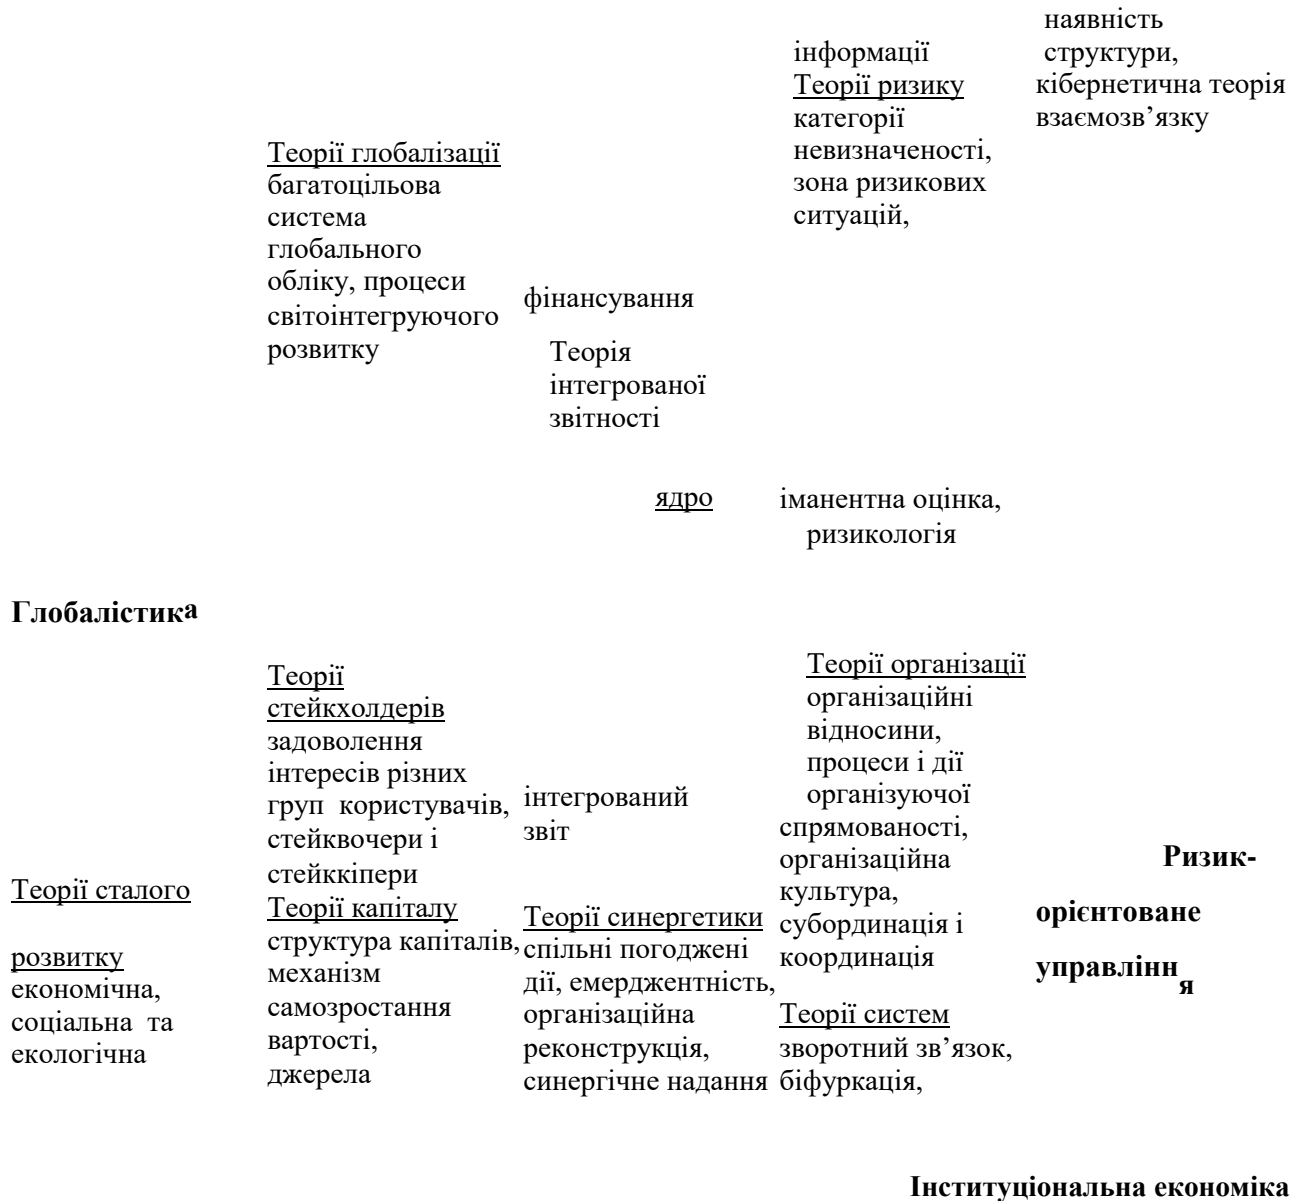 наявність
структури,
кібернетична теорія
взаємозв’язку
інформації
Теорії ризику
категорії
невизначеності,
зона ризикових
ситуацій,
Теорії глобалізації
багатоцільова
система
глобального
обліку, процеси
світоінтегруючого
розвитку
фінансування
Теорія
інтегрованої
звітності
ядро
іманентна оцінка,
ризикологія
Глобалістика
Теорії
стейкхолдерів
задоволення
інтересів різних
груп користувачів,
стейквочери і
стейккіпери
Теорії капіталу
структура капіталів,
механізм
самозростання
вартості,
джерела
інтегрований
звіт
Теорії організації
організаційні
відносини,
процеси і дії
організуючої
спрямованості,
організаційна
культура,
субординація і
координація
Ризик-
орієнтоване
управління
Теорії сталого
розвитку
економічна,
соціальна та
екологічна
Теорії синергетики
спільні погоджені
дії, емерджентність,
організаційна
реконструкція,
синергічне надання
Теорії систем
зворотний зв’язок,
біфуркація,
Інституціональна економіка